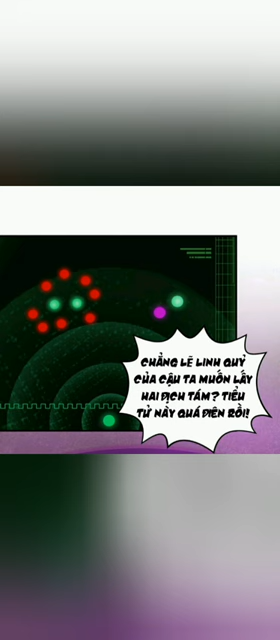 CHẲNG LẼ LINH QUỶ
CỦA CẬU TA MUỐN LẤY
HAI ĐỊCH TÁM? TIỂU
TỬ NÀY QUÁ ĐIÊN RỒI!